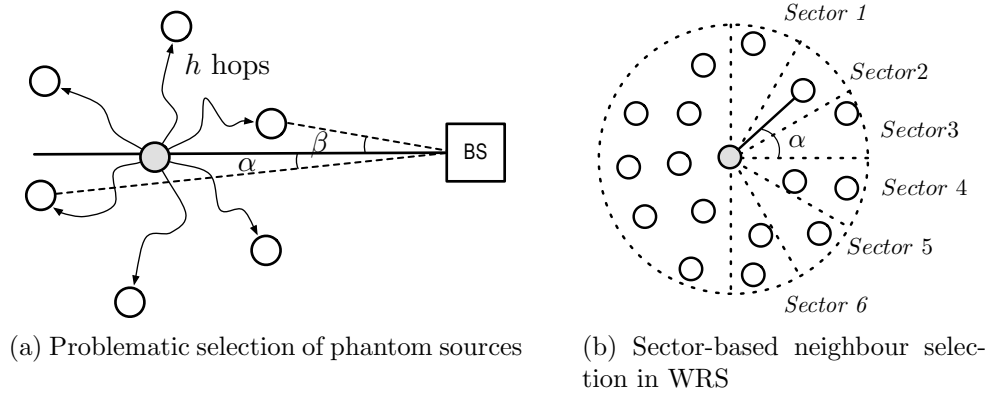 h hops
β
α
BS
(a) Problematic selection of phantom sources
Sector 1
Sector2
Sector3
α
Sector 4
Sector 5
Sector 6
(b) Sector-based neighbour selec-
tion in WRS